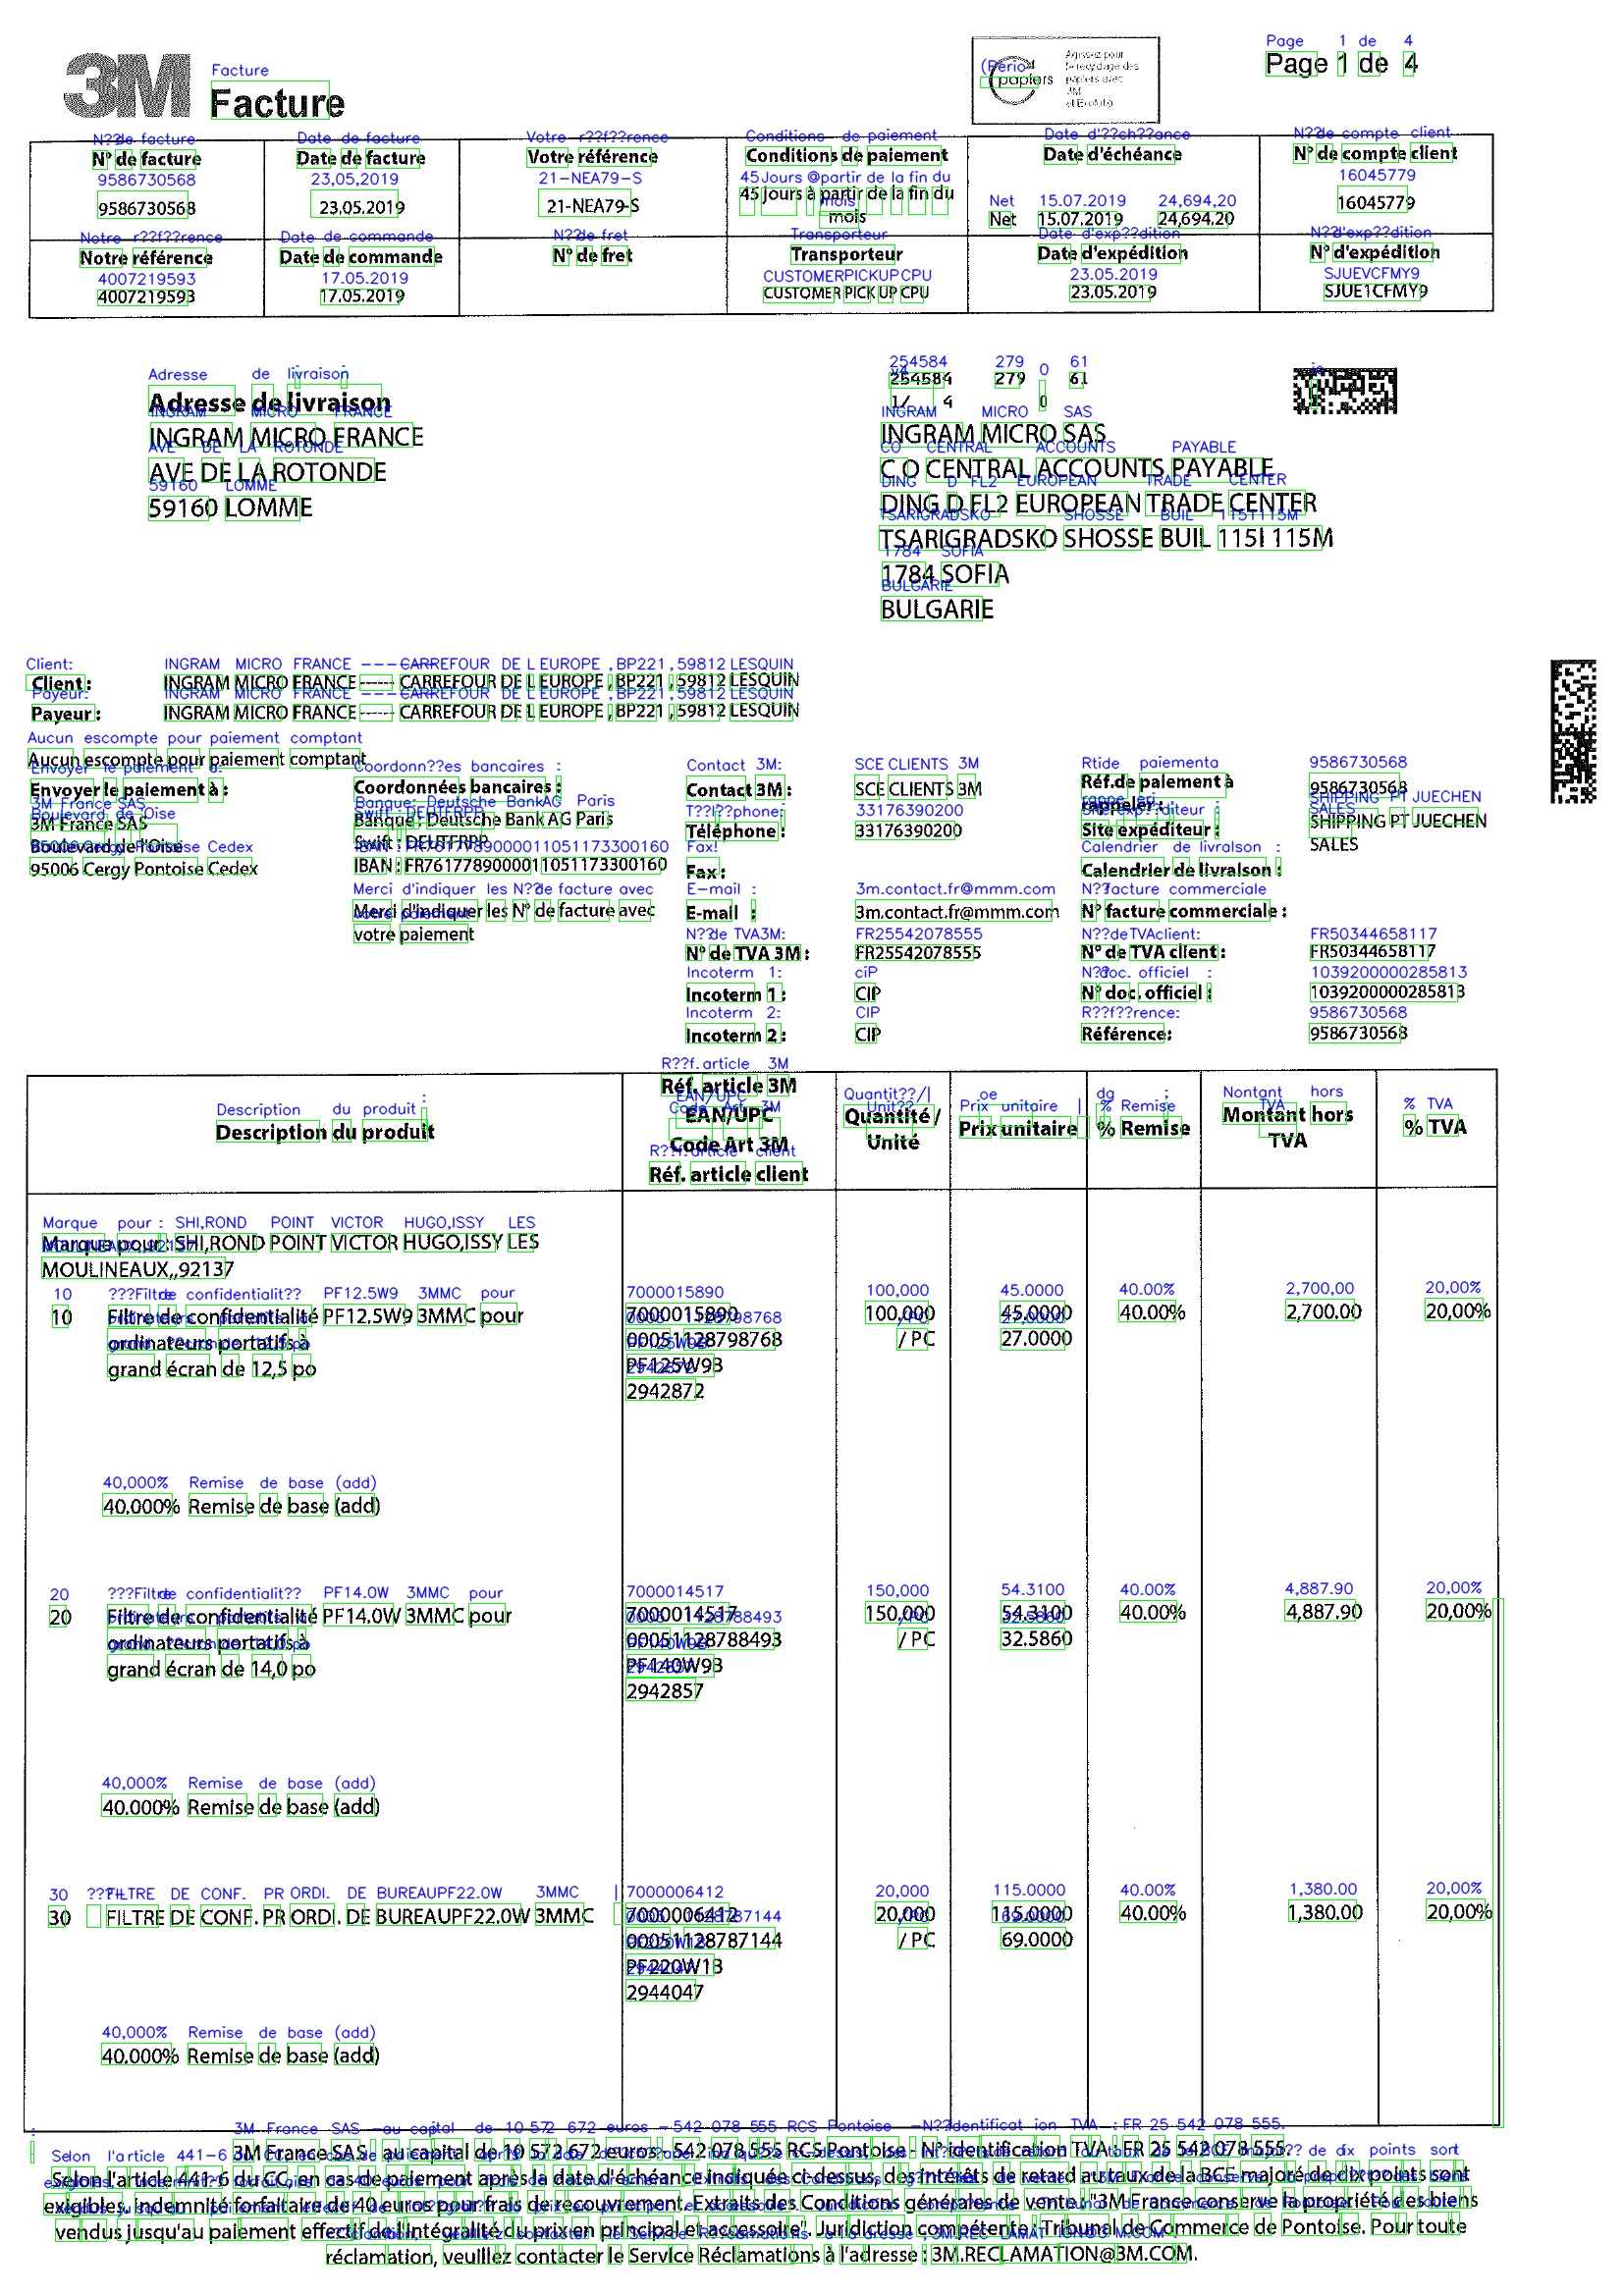 3M Facture
Page 1 de 4
papiers
Agissez pour
le recyclage des
papiers avec
3M
et Ecofolio
N° de facture
9586730568
Date de facture
23.05.2019
Votre référence
21-NEA79-S
Conditions de paiement
45 jours à partir de la fin du
mois
Date d'échéance
Net 15.07.2019 24,694.20
N° de compte client
16045779
Notre référence
4007219593
Date de commande
17.05.2019
N° de fret
Transporteur
CUSTOMER PICK UP CPU
Date d'expédition
23.05.2019
N° d'expédition
SJUE1CFMY9
Adresse de livraison
INGRAM MICRO FRANCE
AVE DE LA ROTONDE
59160 LOMME
254584 279 61
1/ 4 0
INGRAM MICRO SAS
C O CENTRAL ACCOUNTS PAYABLE
DING D FL2 EUROPEAN TRADE CENTER
TSARIGRADSKO SHOSSE BUIL 115I 115M
1784 SOFIA
BULGARIE
Client : INGRAM MICRO FRANCE ----- CARREFOUR DE L EUROPE , BP221 , 59812 LESQUIN
Payeur : INGRAM MICRO FRANCE ----- CARREFOUR DE L EUROPE , BP221 , 59812 LESQUIN
Aucun escompte pour paiement comptant
Envoyer le paiement à :
3M France SAS
Boulevard de l'Oise
95006 Cergy Pontoise Cedex
Coordonnées bancaires :
Banque : Deutsche Bank AG Paris
Swift : DEUTFRPP
IBAN : FR7617789000011051173300160
Merci d'indiquer les N° de facture avec
votre paiement
Contact 3M : SCE CLIENTS 3M
Téléphone : 33176390200
Fax :
E-mail : 3m.contact.fr@mmm.com
N° de TVA 3M : FR25542078555
Incoterm 1 : CIP
Incoterm 2 : CIP
Réf.de paiement à
rappeler : 9586730568
Site expéditeur : SHIPPING PT JUECHEN
SALES
Calendrier de livraison :
N° facture commerciale :
N° de TVA client : FR50344658117
N° doc. officiel : 1039200000285813
Référence: 9586730568
Description du produit
Réf. article 3M
EAN/UPC
Code Art 3M
Réf. article client
Quantité /
Unité
Prix unitaire
% Remise
Montant hors
TVA
% TVA
Marque pour : SHI,ROND POINT VICTOR HUGO,ISSY LES
MOULINEAUX,,92137
10 Filtre de confidentialité PF12,5W9 3MMC pour 7000015890 100,000 45.0000 40.00% 2,700.00 20,00%
ordinateurs portatifs à 00051128798768 / PC 27.0000
grand écran de 12,5 po PF125W9B
2942872
40.000% Remise de base (add)
20 Filtre de confidentialité PF14.0W 3MMC pour 7000014517 150,000 54.3100 40.00% 4,887.90 20,00%
ordinateurs portatifs à 00051128788493 / PC 32.5860
grand écran de 14,0 po PF140W9B
2942857
40.000% Remise de base (add)
30 FILTRE DE CONF. PR ORDI. DE BUREAUPF22.0W 3MMC 7000006412 20,000 115.0000 40.00% 1,380.00 20,00%
00051128787144 / PC 69.0000
PF220W1B
2944047
40.000% Remise de base (add)
3M France SAS au capital de 10 572 672 euros - 542 078 555 RCS Pontoise - N° identification TVA : FR 25 542 078 555.
Selon l'article 441-6 du CC, en cas de paiement après la date d'échéance indiquée ci-dessus, des intérêts de retard au taux de la BCE majoré de dix points sont
exigibles, indemnité forfaitaire de 40 euros pour frais de recouvrement. Extraits des Conditions générales de vente: "3M France conserve la propriété des biens
vendus jusqu'au paiement effectif de l'intégralité du prix en principal et accessoire". Juridiction compétente : Tribunal de Commerce de Pontoise. Pour toute
réclamation, veuillez contacter le Service Réclamations à l'adresse : 3M.RECLAMATION@3M.COM.